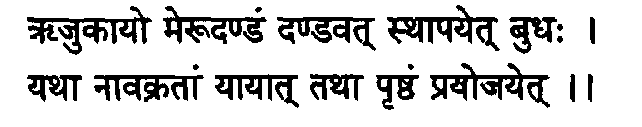 ऋजुकायो मेरूदण्डं दण्डवत् स्थापयेत् बुधः ।
यथा नावक्रतां यायात् तथा पृष्ठं प्रयोजयेत् ।।